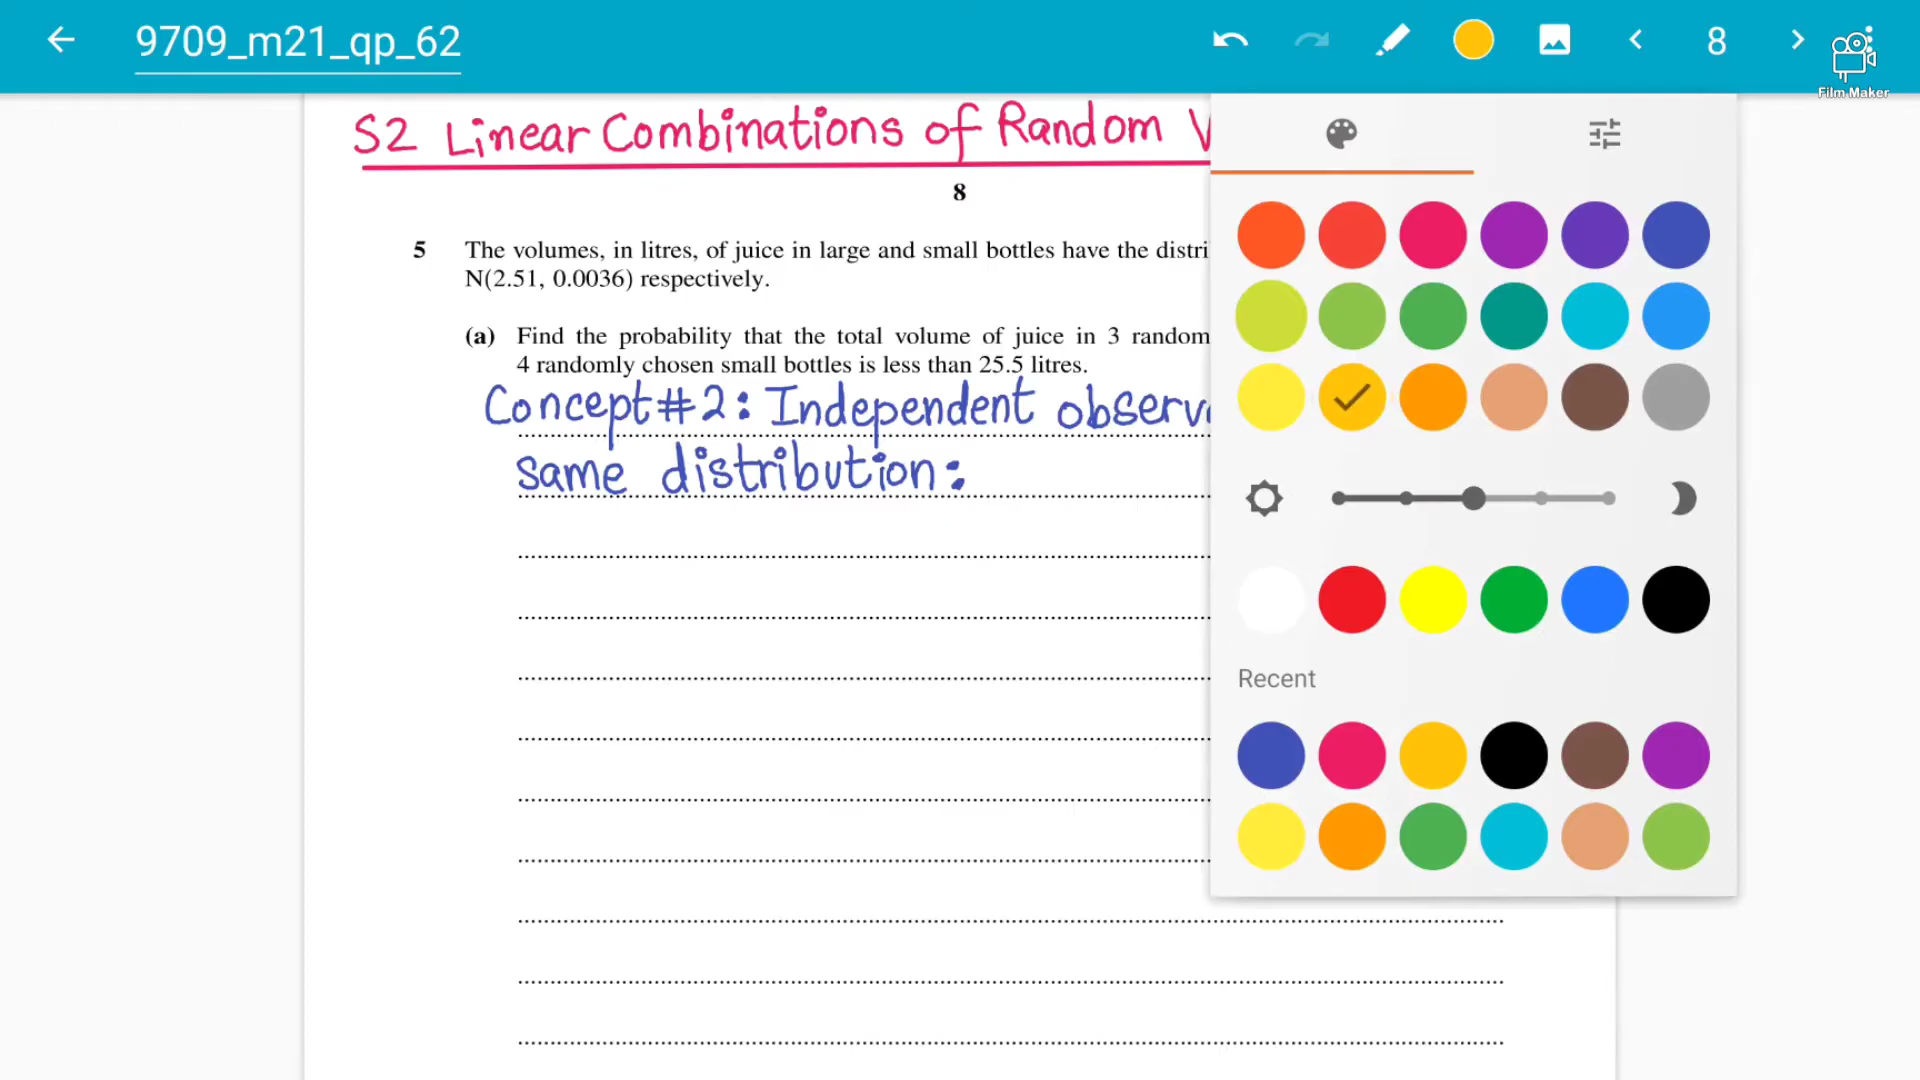 9709_m21_qp_62
8
Film Maker
S2 Linear Combinations of Random
8
5 The volumes, in litres, of juice in large and small bottles have the distri
N(2.51, 0.0036) respectively.
(a) Find the probability that the total volume of juice in 3 random
4 randomly chosen small bottles is less than 25.5 litres.
Concept#2: Independent observ
same distribution:
Recent